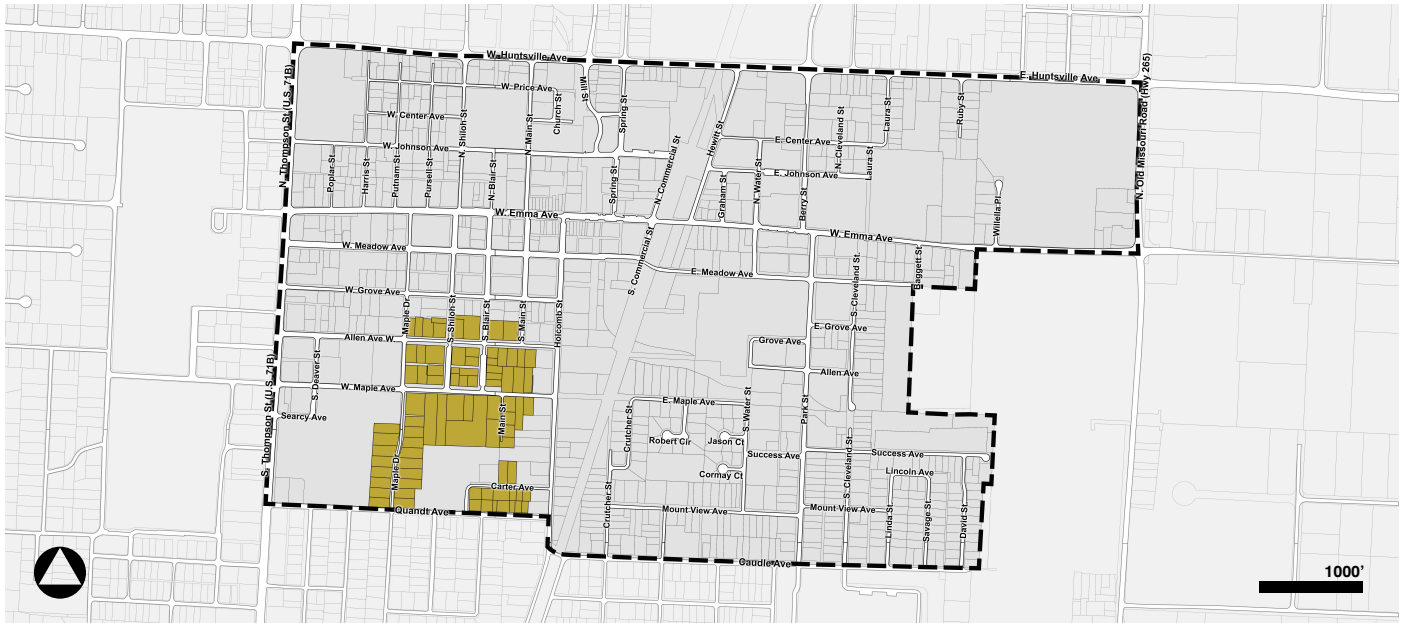 W. Huntsville Ave
E. Huntsville Ave
N. Thompson St (U.S. 71B)
N. Old Missouri Road (Hwy 265)
W. Price Ave
Mill St
Church St
Spring St
W. Center Ave
N. Shiloh St
N. Main St
N. Commercial St
Hewitt St
E. Center Ave
N. Cleveland St
Laura St
Ruby St
W. Johnson Ave
Poplar St
Harris St
Putnam St
Pursell St
N. Blair St
Spring St
Graham St
N. Water St
E. Johnson Ave
Laura St
Berry St
Willella Pl
W. Emma Ave
W. Emma Ave
W. Meadow Ave
S. Commercial St
E. Meadow Ave
S. Cleveland St.
Baggett St
W. Grove Ave
Maple Dr
S. Shiloh St
S. Blair St
S. Main St
Holcomb St
E. Grove Ave
Allen Ave W.
Grove Ave
Allen Ave
S. Thompson St (U.S. 71B)
S. Deaver St
W. Maple Ave
Searcy Ave
Main St
Crutcher St
E. Maple Ave
S. Water St
Park St
Robert Cir
Jason Ct
Cormay Ct
Success Ave
Success Ave
S. Cleveland St.
Lincoln Ave
Maple Dr
Carter Ave
Quandt Ave
Crutcher St
Mount View Ave
Mount View Ave
Linda St.
Savage St.
David St.
Caudle Ave
1000'